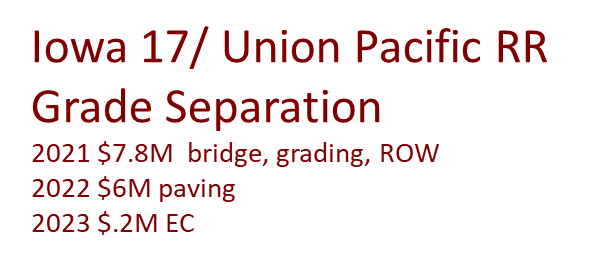 Iowa 17/ Union Pacific RR
Grade Separation
2021 $7.8M  bridge, grading, ROW
2022 $6M paving
2023 $.2M EC